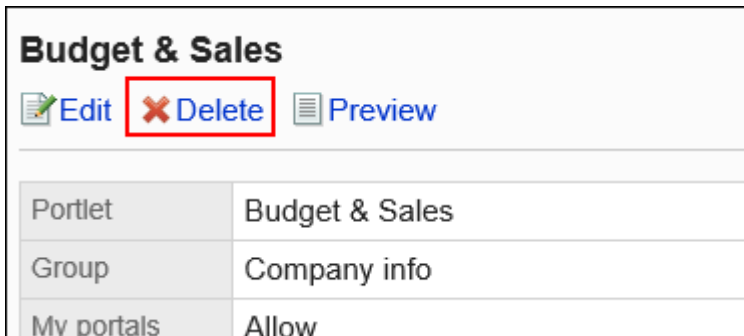 Budget & Sales
Edit Delete Preview
Portlet Budget & Sales
Group Company info
My portals Allow